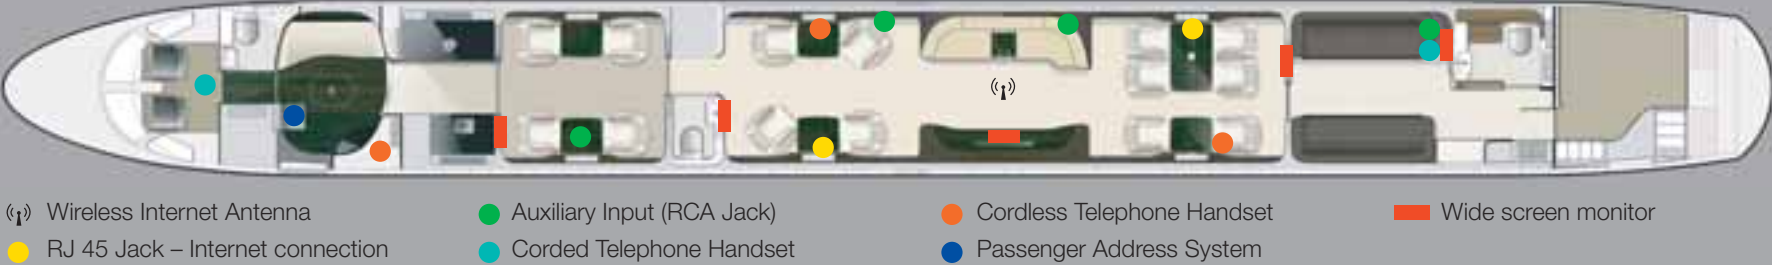 Wireless Internet Antenna
Auxiliary Input (RCA Jack)
Cordless Telephone Handset
Wide screen monitor
RJ 45 Jack – Internet connection
Corded Telephone Handset
Passenger Address System